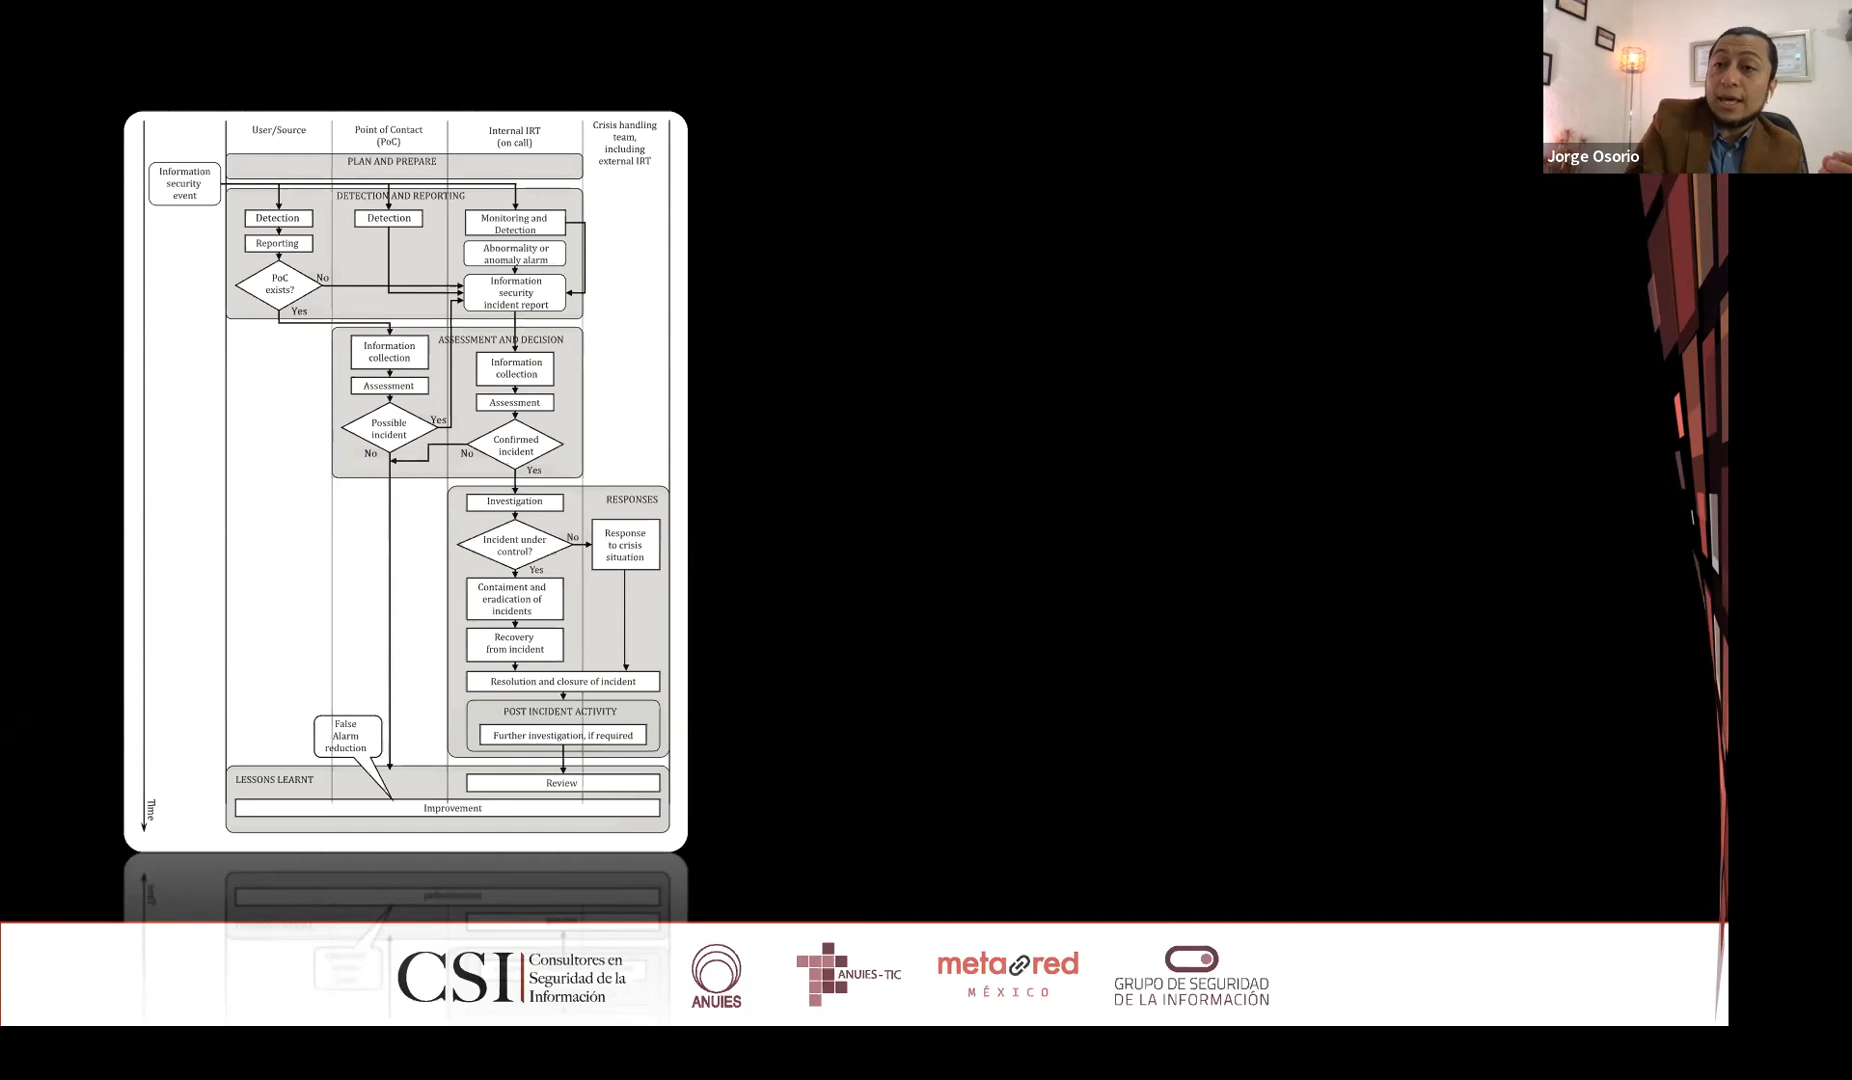 Jorge Osorio
User/Source
Point of Contact
(PoC)
Internal IRT
(on call)
Crisis handling
team,
including
external IRT
PLAN AND PREPARE
Information
security
event
DETECTION AND REPORTING
Detection
Detection
Monitoring and
Detection
Reporting
Abnormality or
anomaly alarm
PoC
exists?
No
Information
security
incident report
Yes
ASSESSMENT AND DECISION
Information
collection
Information
collection
Assessment
Assessment
Possible
incident
Yes
Confirmed
incident
No
No
Yes
Investigation
RESPONSES
Incident under
control?
No
Response
to crisis
situation
Yes
Contaiment and
eradication of
incidents
Recovery
from incident
Resolution and closure of incident
POST INCIDENT ACTIVITY
False
Alarm
reduction
Further investigation, if required
LESSONS LEARNT
Review
Improvement
Time
CSI
Consultores en
Seguridad de la
Información
ANUIES
ANUIES-TIC
metared
MÉXICO
GRUPO DE SEGURIDAD
DE LA INFORMACIÓN